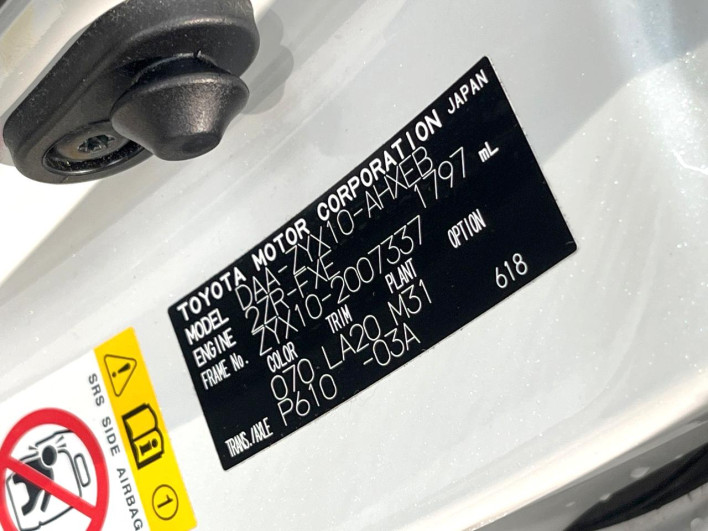 TOYOTA MOTOR CORPORATION JAPAN
MODEL DAA-ZYX10-AHXEB
ENGINE 2ZR-FXE 1797 mL
FRAME No. ZYX10-2007337
COLOR TRIM PLANT OPTION
070 LA20 M31 618
TRANS./AXLE P610 -03A
SRS SIDE AIRBAG
1